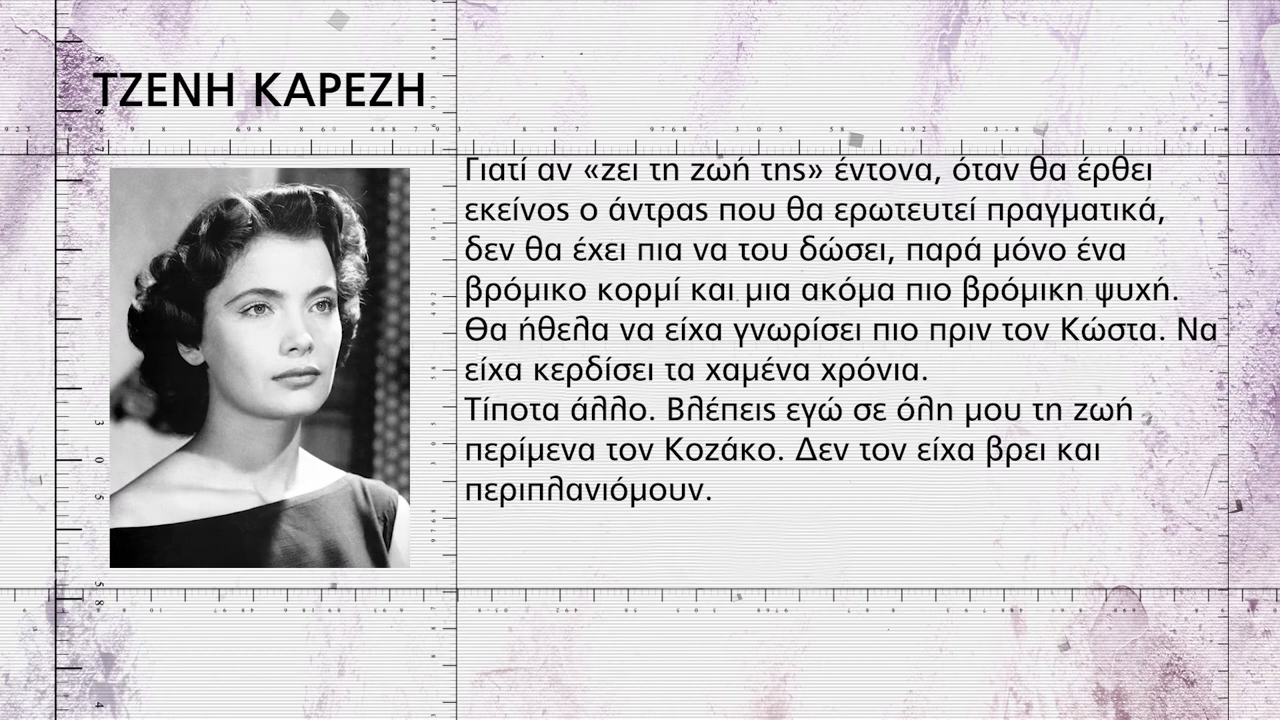 ΤΖΕΝΗ ΚΑΡΕΖΗ
Γιατί αν «ζει τη ζωή της» έντονα, όταν θα έρθει
εκείνος ο άντρας που θα ερωτευτεί πραγματικά,
δεν θα έχει πια να του δώσει, παρά μόνο ένα
βρόμικο κορμί και μια ακόμα πιο βρόμικη ψυχή.
Θα ήθελα να είχα γνωρίσει πιο πριν τον Κώστα. Να
είχα κερδίσει τα χαμένα χρόνια.
Τίποτα άλλο. Βλέπεις εγώ σε όλη μου τη ζωή
περίμενα τον Κοζάκο. Δεν τον είχα βρει και
περιπλανιόμουν.